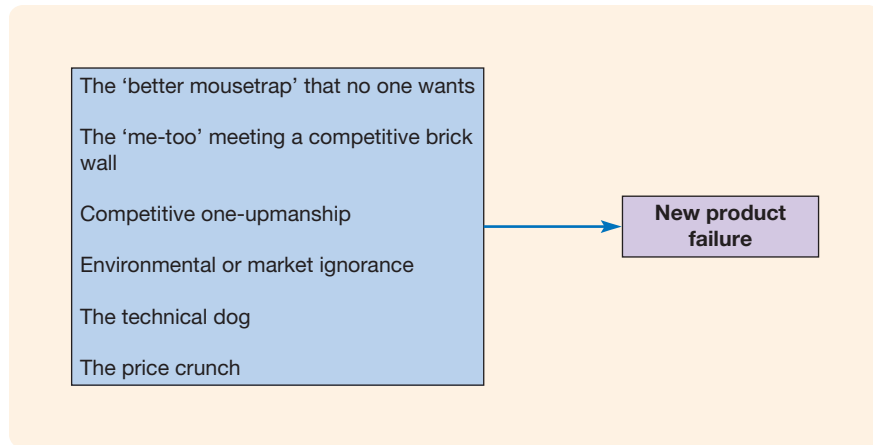 The ‘better mousetrap’ that no one wants
The ‘me-too’ meeting a competitive brick
wall
Competitive one-upmanship
Environmental or market ignorance
The technical dog
The price crunch
New product
failure